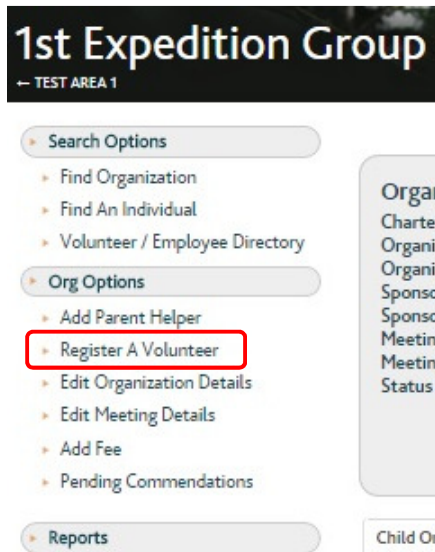 1st Expedition Group
← TEST AREA 1
Search Options
Find Organization
Find An Individual
Volunteer / Employee Directory
Org Options
Add Parent Helper
Register A Volunteer
Edit Organization Details
Edit Meeting Details
Add Fee
Pending Commendations
Reports
Orga
Charte
Organi
Organi
Sponso
Sponso
Meetin
Meetin
Status
Child Or